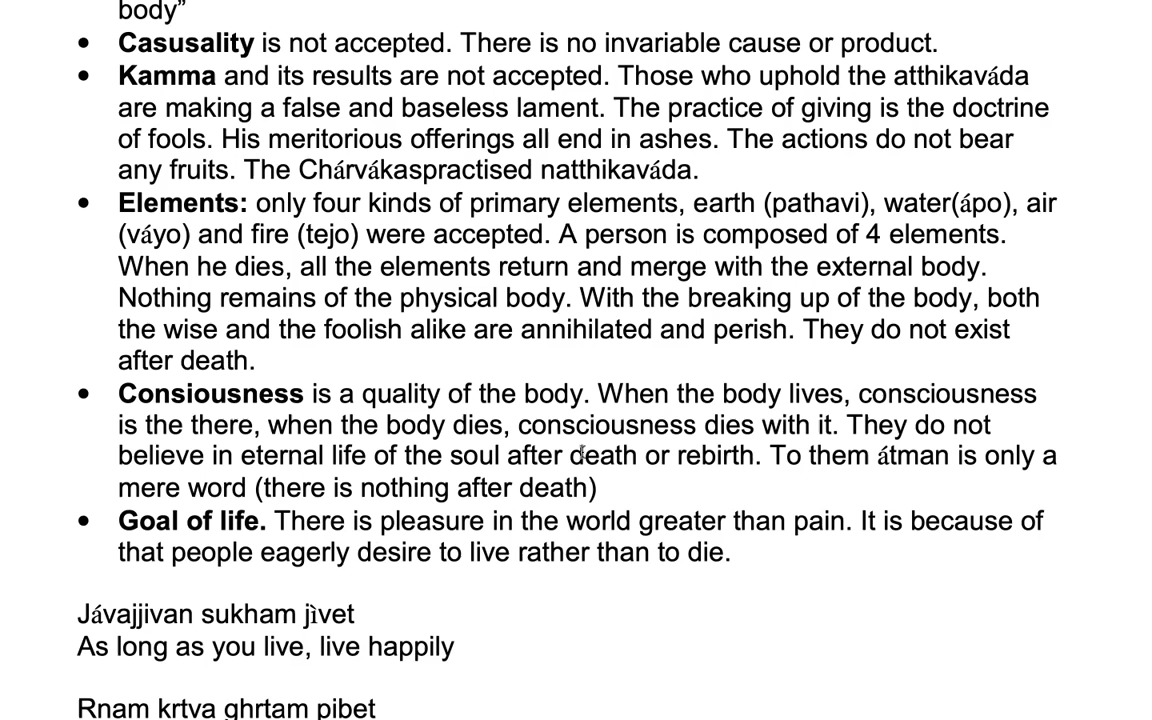 body”
• Casusality is not accepted. There is no invariable cause or product.
• Kamma and its results are not accepted. Those who uphold the atthikaváda
are making a false and baseless lament. The practice of giving is the doctrine
of fools. His meritorious offerings all end in ashes. The actions do not bear
any fruits. The Chárvákaspractised natthikaváda.
• Elements: only four kinds of primary elements, earth (pathavi), water(ápo), air
(váyo) and fire (tejo) were accepted. A person is composed of 4 elements.
When he dies, all the elements return and merge with the external body.
Nothing remains of the physical body. With the breaking up of the body, both
the wise and the foolish alike are annihilated and perish. They do not exist
after death.
• Consiousness is a quality of the body. When the body lives, consciousness
is the there, when the body dies, consciousness dies with it. They do not
believe in eternal life of the soul after death or rebirth. To them átman is only a
mere word (there is nothing after death)
• Goal of life. There is pleasure in the world greater than pain. It is because of
that people eagerly desire to live rather than to die.
Jávajjivan sukham jìvet
As long as you live, live happily
Rnam krtva ghrtam pibet